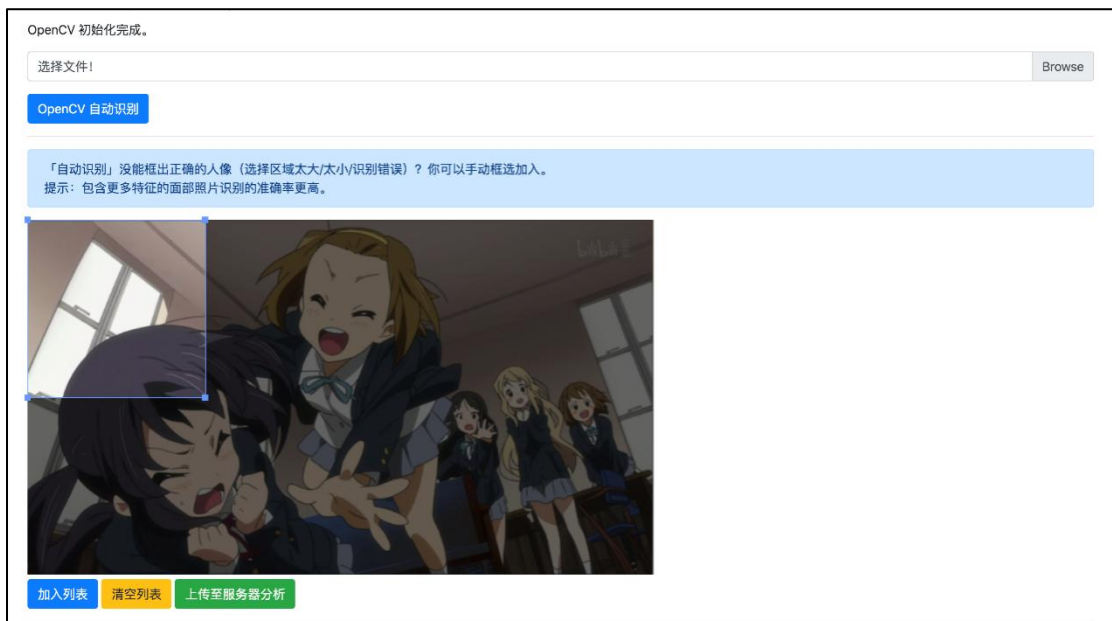 OpenCV 初始化完成。
选择文件!
Browse
OpenCV 自动识别
「自动识别」没能框出正确的人像（选择区域太大/太小/识别错误）？你可以手动框选加入。
提示：包含更多特征的面部照片识别的准确率更高。
bilibili
加入列表
清空列表
上传至服务器分析